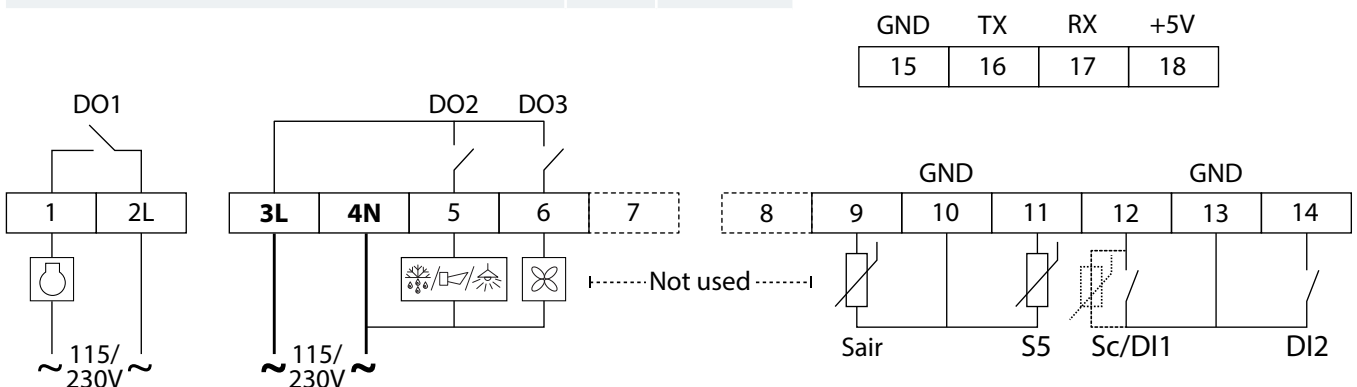 GND TX RX +5V
15 16 17 18
DO1 DO2 DO3
GND GND
1 2L 3L 4N 5 6 7 8 9 10 11 12 13 14
Not used
Sair S5 Sc/DI1 DI2
~ 115/ ~ ~ 115/ ~
230V 230V